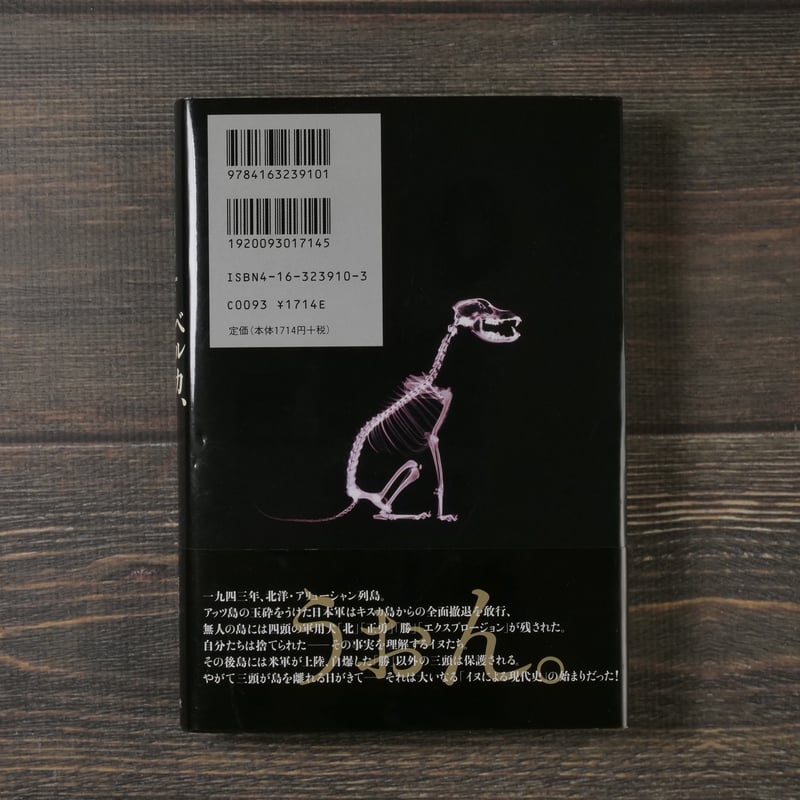 9784163239101
1920093017145
ISBN4-16-323910-3
C0093 ¥1714E
定価(本体1714円+税)
ベルカ、
うぉん。
一九四三年、北洋・アリューシャン列島。
アッツ島の玉砕をうけた日本軍はキスカ島からの全面撤退を敢行、
無人の島には四頭の軍用犬「北」「正勇」「勝」「エクスプロージョン」が残された。
自分たちは捨てられた――その事実を理解するイヌたち。
その後島には米軍が上陸、自爆した「勝」以外の三頭は保護される。
やがて三頭が島を離れる日がきて――それは大いなる「イヌによる現代史」の始まりだった!